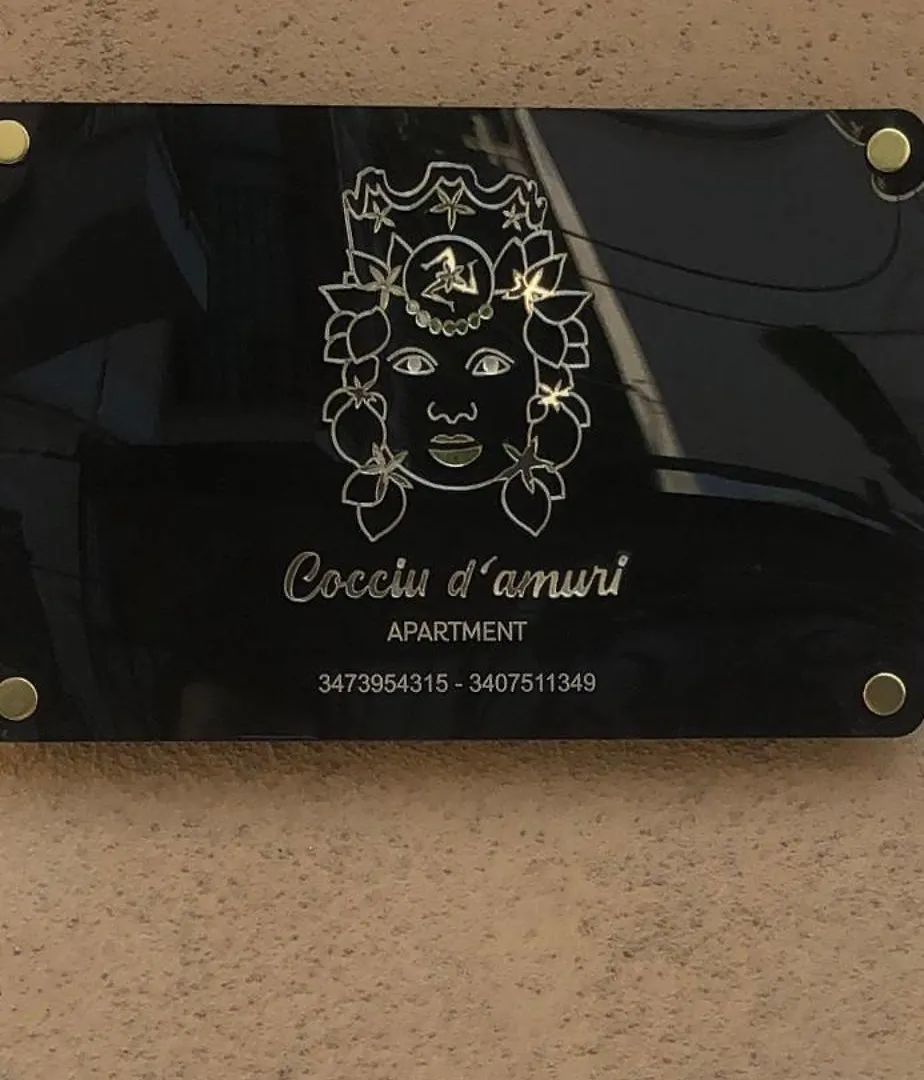 Cocciu d´amuri
APARTMENT
3473954315 - 3407511349